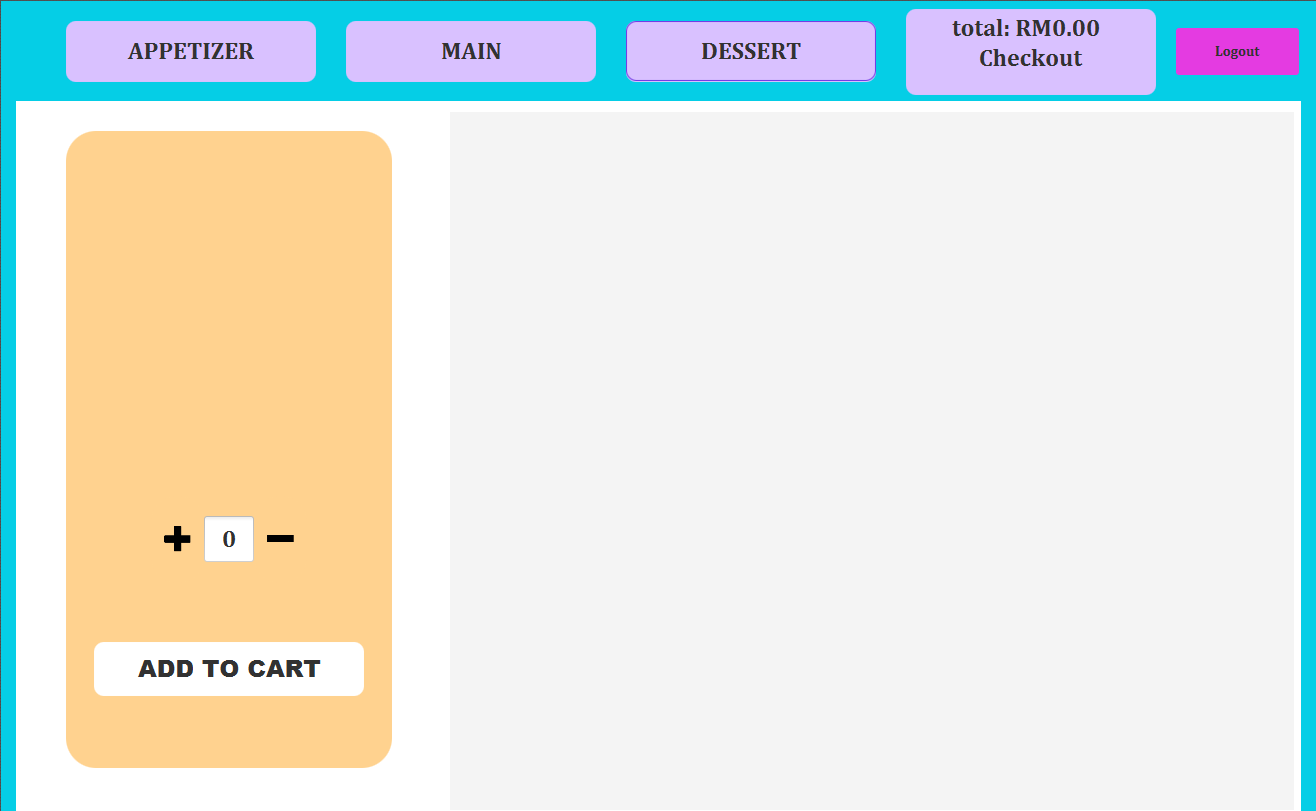 APPETIZER
MAIN
DESSERT
total: RM0.00
Checkout
Logout
0
ADD TO CART